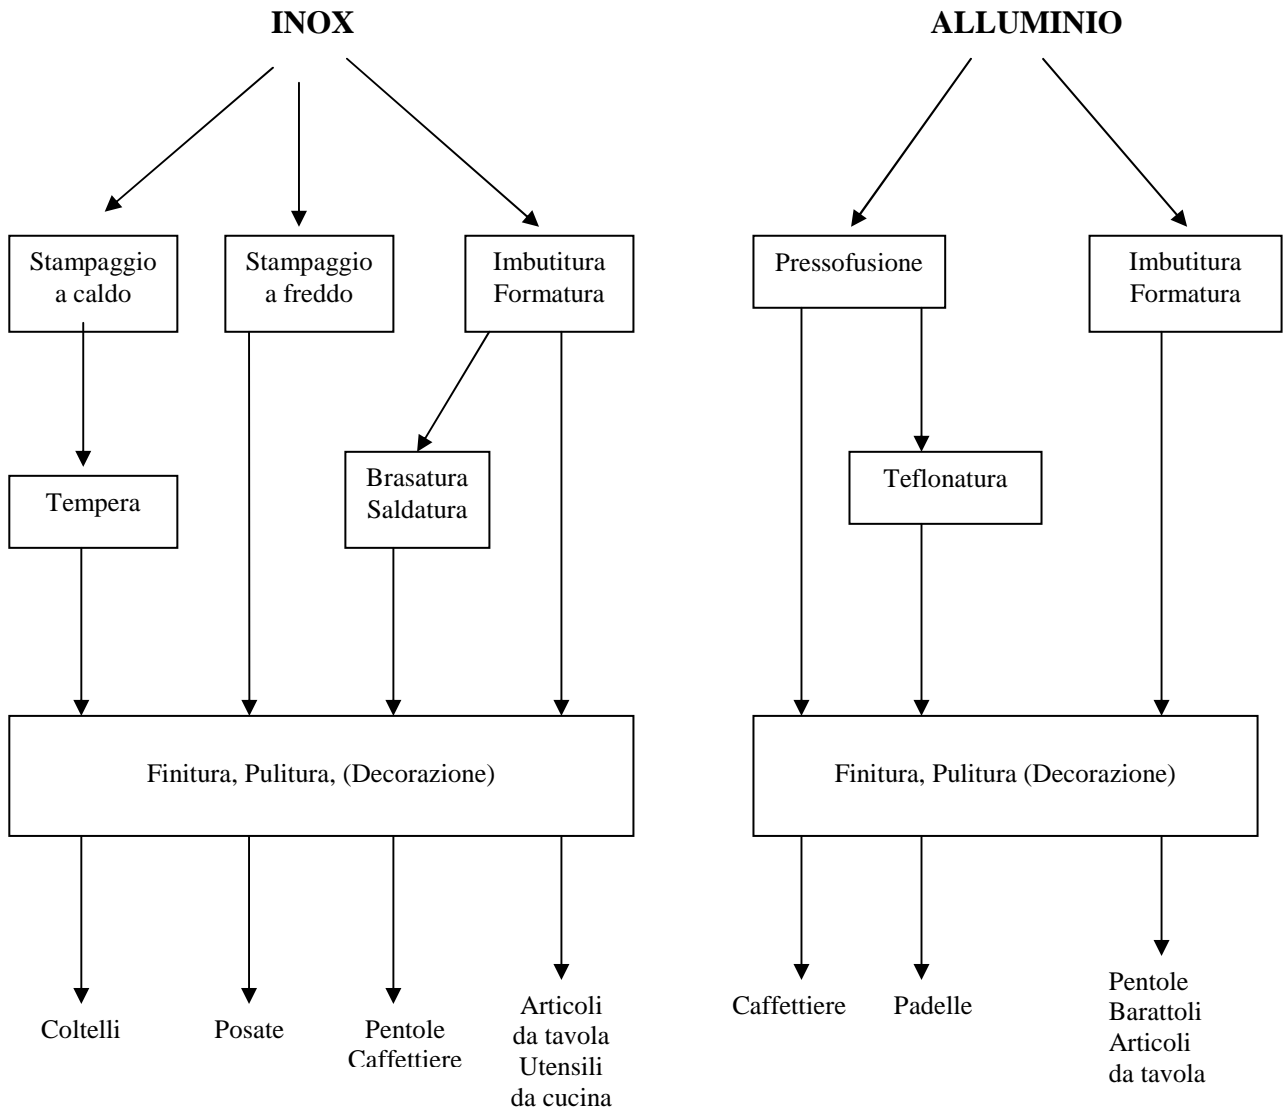 INOX
ALLUMINIO
Stampaggio
a caldo
Stampaggio
a freddo
Imbutitura
Formatura
Pressofusione
Imbutitura
Formatura
Tempera
Brasatura
Saldatura
Teflonatura
Finitura, Pulitura, (Decorazione)
Finitura, Pulitura (Decorazione)
Coltelli
Posate
Pentole
Caffettiere
Articoli
da tavola
Utensili
da cucina
Caffettiere
Padelle
Pentole
Barattoli
Articoli
da tavola